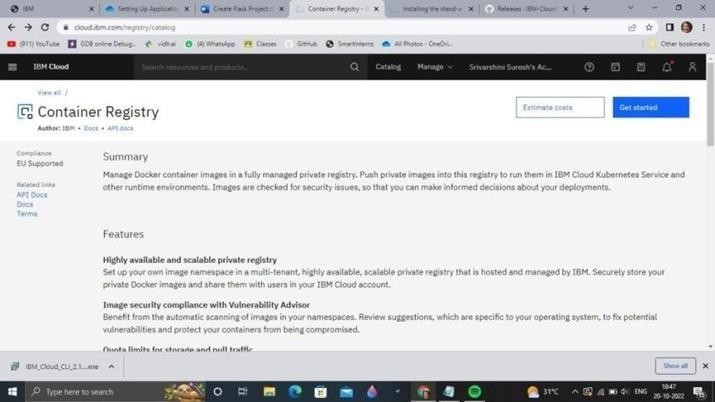 IBM
Setting Up Application
Create Flask Project.d
Container Registry - I
Installing the stand-al
Releases · IBM-Cloud/
cloud.ibm.com/registry/catalog
(911) YouTube
GDB online Debug...
vidhai
(4) WhatsApp
Classes
GitHub
SmartInternz
All Photos - OneDri...
Other bookmarks
IBM Cloud
Search resources and products...
Catalog
Manage
Srivarshini Suresh's Ac...
View all /
Container Registry
Estimate costs
Get started
Author: IBM • Docs • API docs
Compliance
EU Supported
Related links
API Docs
Docs
Terms
Summary
Manage Docker container images in a fully managed private registry. Push private images into this registry to run them in IBM Cloud Kubernetes Service and
other runtime environments. Images are checked for security issues, so that you can make informed decisions about your deployments.
Features
Highly available and scalable private registry
Set up your own image namespace in a multi-tenant, highly available, scalable private registry that is hosted and managed by IBM. Securely store your
private Docker images and share them with users in your IBM Cloud account.
Image security compliance with Vulnerability Advisor
Benefit from the automatic scanning of images in your namespaces. Review suggestions, which are specific to your operating system, to fix potential
vulnerabilities and protect your containers from being compromised.
Quota limits for storage and pull traffic
IBM_Cloud_CLI_2.1....exe
Show all
Type here to search
31°C
ENG
10:47
20-10-2022